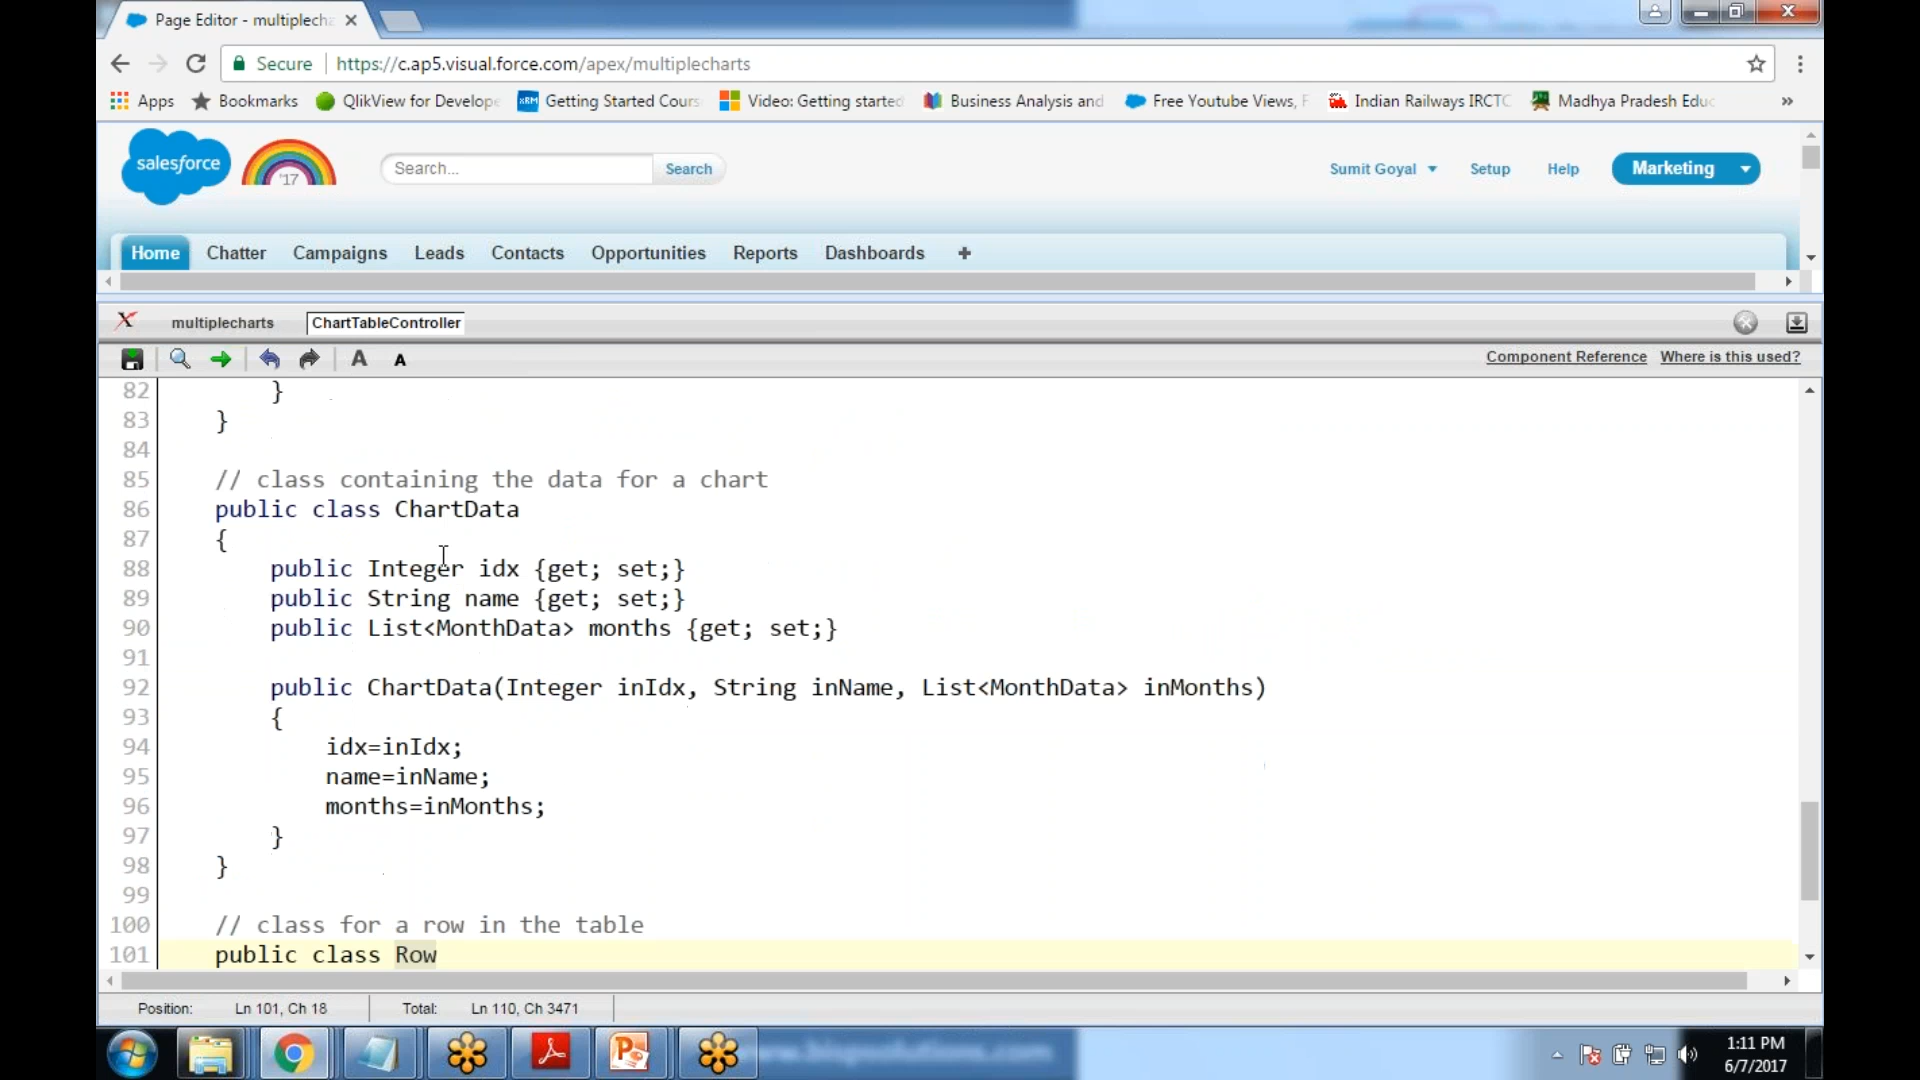 Page Editor - multiplecha
Secure https://c.ap5.visual.force.com/apex/multiplecharts
Apps Bookmarks QlikView for Develope xRM Getting Started Cours Video: Getting started Business Analysis and Free Youtube Views, F Indian Railways IRCTC Madhya Pradesh Educ »
salesforce '17 Search... Search Sumit Goyal Setup Help Marketing
Home Chatter Campaigns Leads Contacts Opportunities Reports Dashboards +
multiplecharts ChartTableController
A A Component Reference Where is this used?
82 }
83 }
84
85 // class containing the data for a chart
86 public class ChartData
87 {
88 public Integer idx {get; set;}
89 public String name {get; set;}
90 public List<MonthData> months {get; set;}
91
92 public ChartData(Integer inIdx, String inName, List<MonthData> inMonths)
93 {
94 idx=inIdx;
95 name=inName;
96 months=inMonths;
97 }
98 }
99
100 // class for a row in the table
101 public class Row
Position: Ln 101, Ch 18 Total: Ln 110, Ch 3471
1:11 PM
6/7/2017